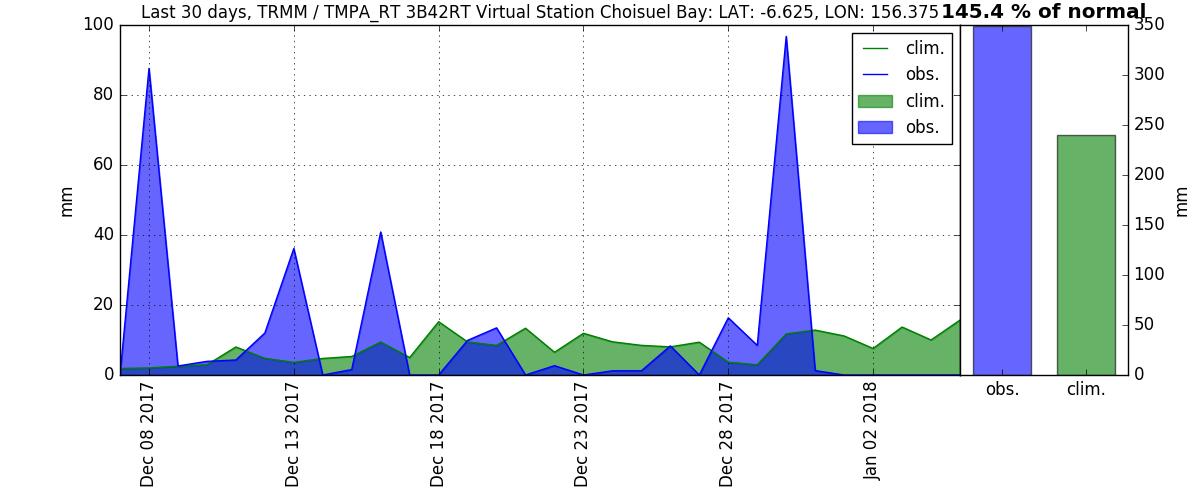 Last 30 days, TRMM / TMPA_RT 3B42RT Virtual Station Choisuel Bay: LAT: -6.625, LON: 156.375
145.4 % of normal
100
80
60
40
20
0
mm
clim.
obs.
clim.
obs.
Dec 08 2017
Dec 13 2017
Dec 18 2017
Dec 23 2017
Dec 28 2017
Jan 02 2018
350
300
250
200
150
100
50
0
mm
obs.
clim.